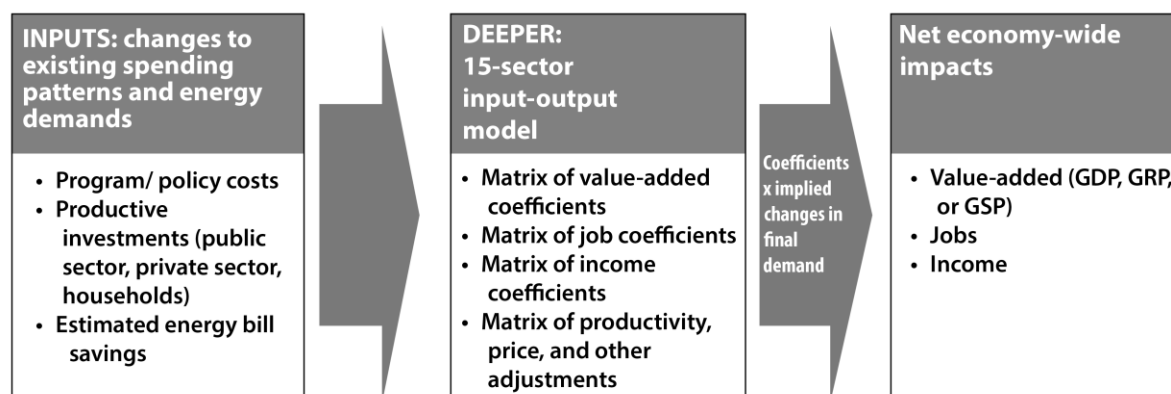 INPUTS: changes to
existing spending
patterns and energy
demands
• Program/ policy costs
• Productive
investments (public
sector, private sector,
households)
• Estimated energy bill
savings
DEEPER:
15-sector
input-output
model
• Matrix of value-added
coefficients
• Matrix of job coefficients
• Matrix of income
coefficients
• Matrix of productivity,
price, and other
adjustments
Coefficients
x implied
changes in
final
demand
Net economy-wide
impacts
• Value-added (GDP, GRP,
or GSP)
• Jobs
• Income